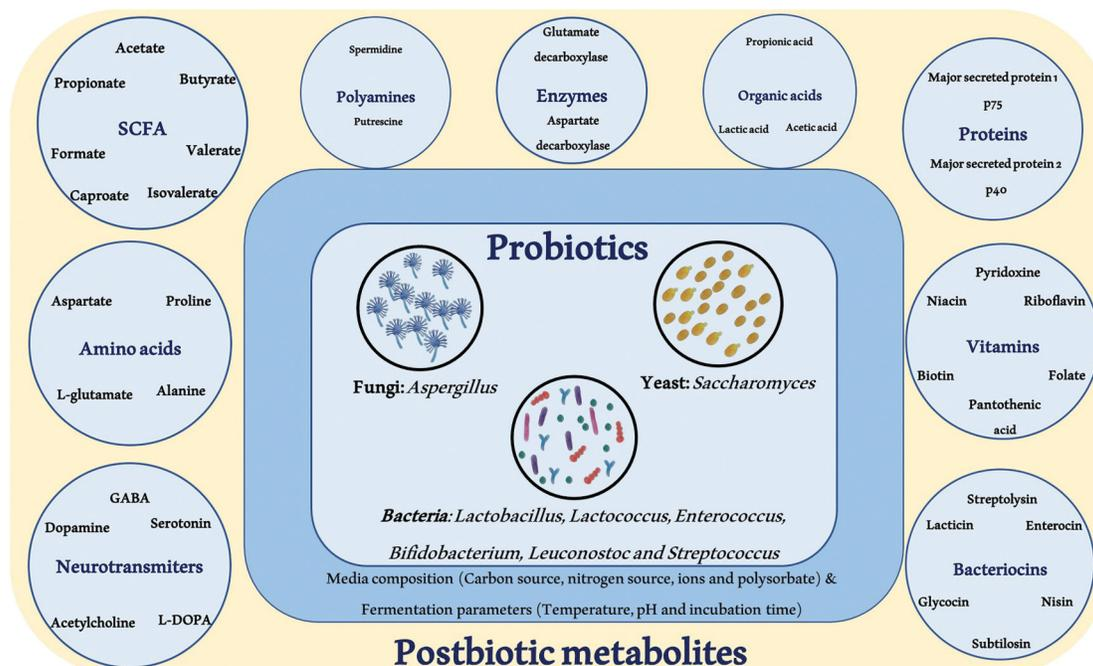 Acetate
Propionate
Butyrate
SCFA
Formate
Valerate
Caproate
Isovalerate
Spermidine
Polyamines
Putrescine
Glutamate
decarboxylase
Enzymes
Aspartate
decarboxylase
Propionic acid
Organic acids
Lactic acid
Acetic acid
Major secreted protein 1
p75
Proteins
Major secreted protein 2
p40
Aspartate
Proline
Amino acids
L-glutamate
Alanine
Probiotics
Fungi: Aspergillus
Yeast: Saccharomyces
Bacteria: Lactobacillus, Lactococcus, Enterococcus,
Bifidobacterium, Leuconostoc and Streptococcus
Media composition (Carbon source, nitrogen source, ions and polysorbate) &
Fermentation parameters (Temperature, pH and incubation time)
Pyridoxine
Niacin
Riboflavin
Vitamins
Biotin
Folate
Pantothenic
acid
GABA
Dopamine
Serotonin
Neurotransmiters
Acetylcholine
L-DOPA
Streptolysin
Lacticin
Enterocin
Bacteriocins
Glycocin
Nisin
Subtilosin
Postbiotic metabolites